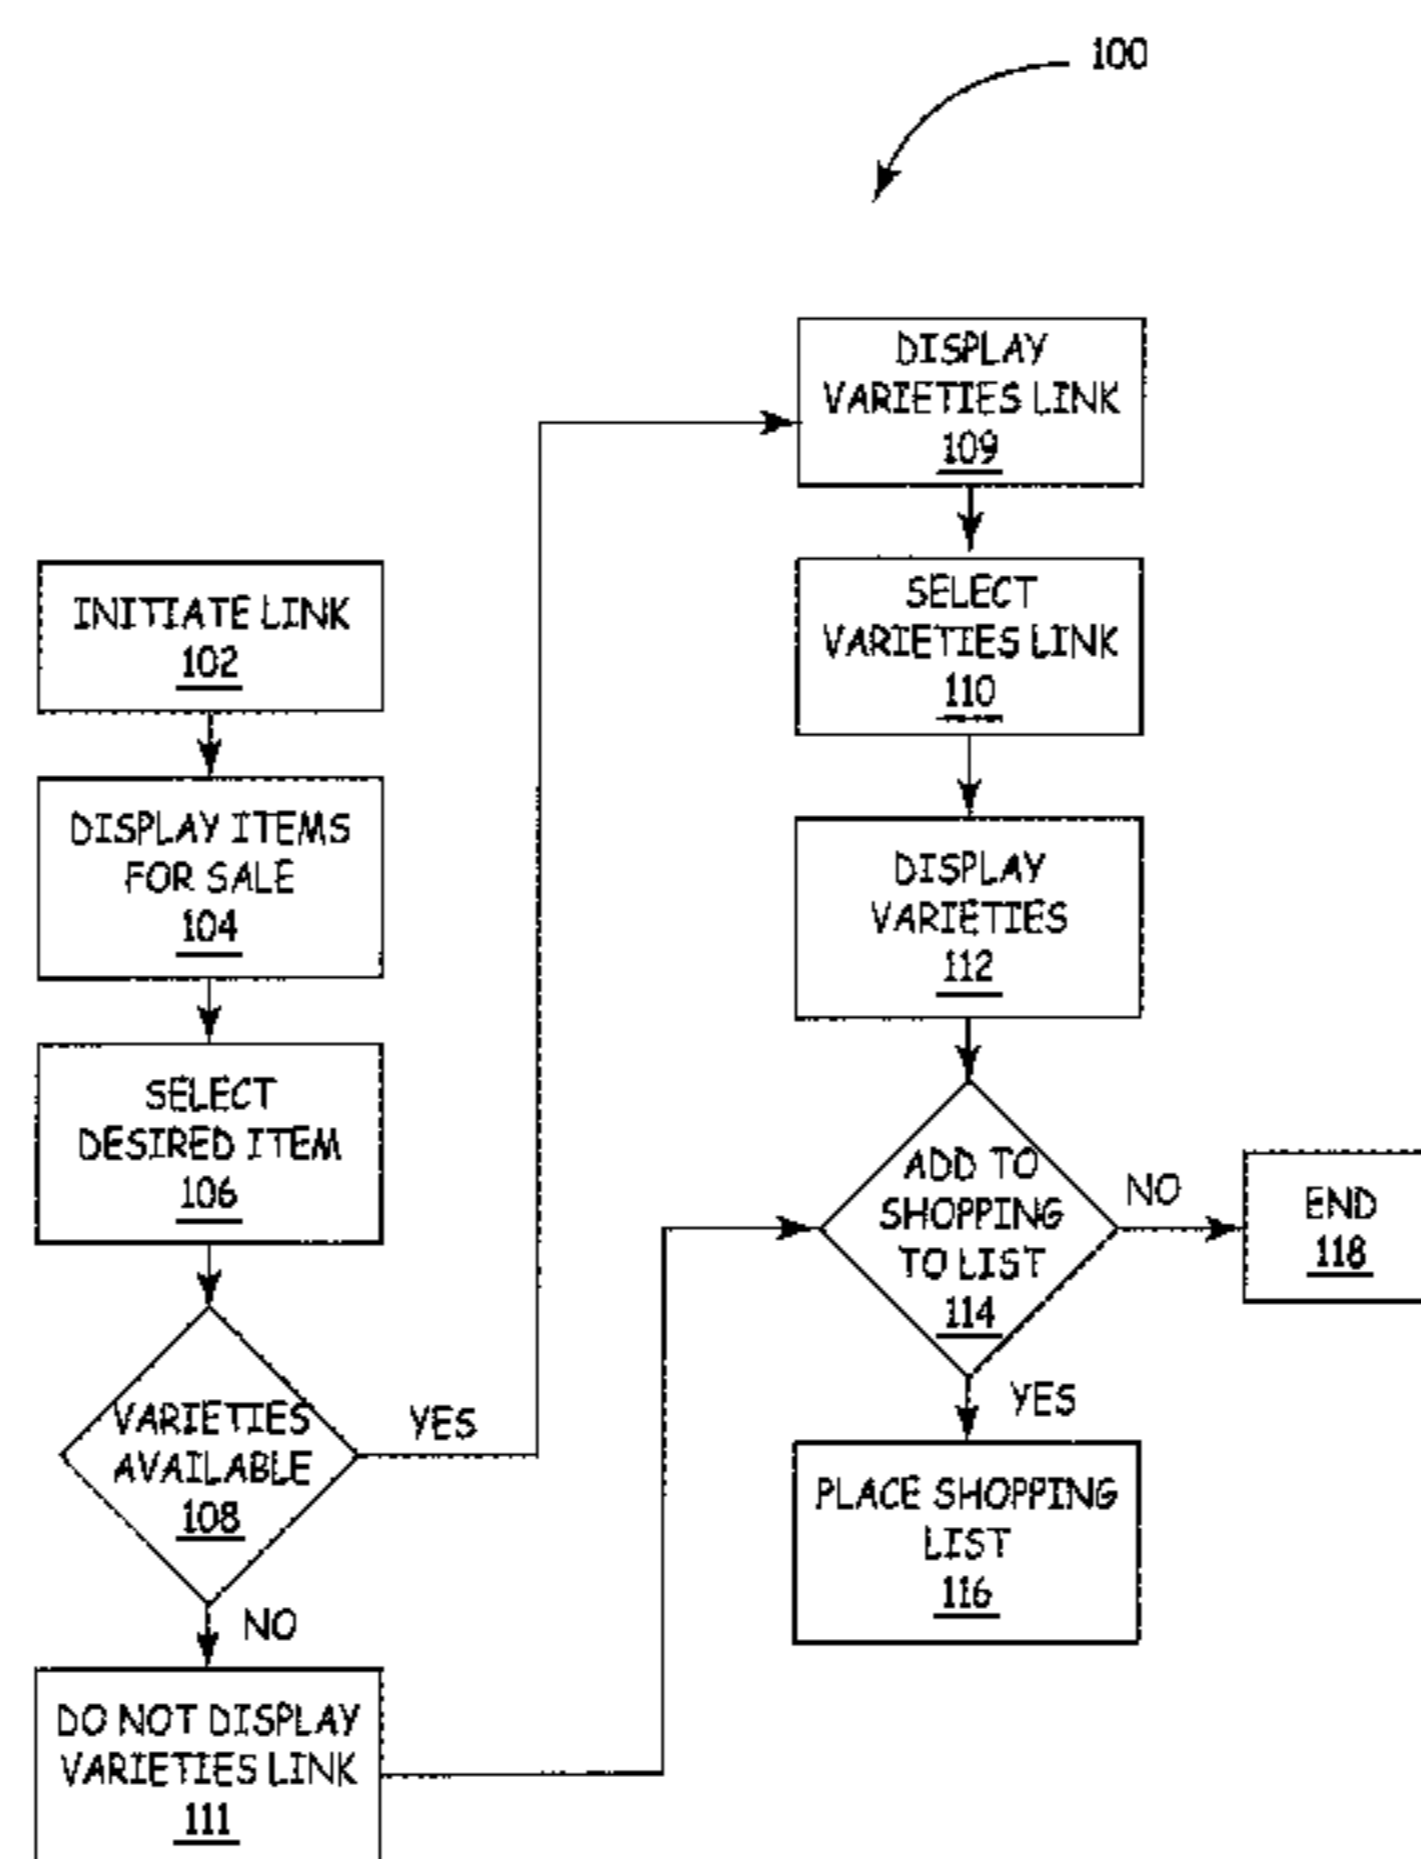 100
INITIATE LINK
102
DISPLAY ITEMS
FOR SALE
104
SELECT
DESIRED ITEM
106
VARIETIES
AVAILABLE
108
YES
NO
DO NOT DISPLAY
VARIETIES LINK
111
DISPLAY
VARIETIES LINK
109
SELECT
VARIETIES LINK
110
DISPLAY
VARIETIES
112
ADD TO
SHOPPING
TO LIST
114
NO
END
118
YES
PLACE SHOPPING
LIST
116